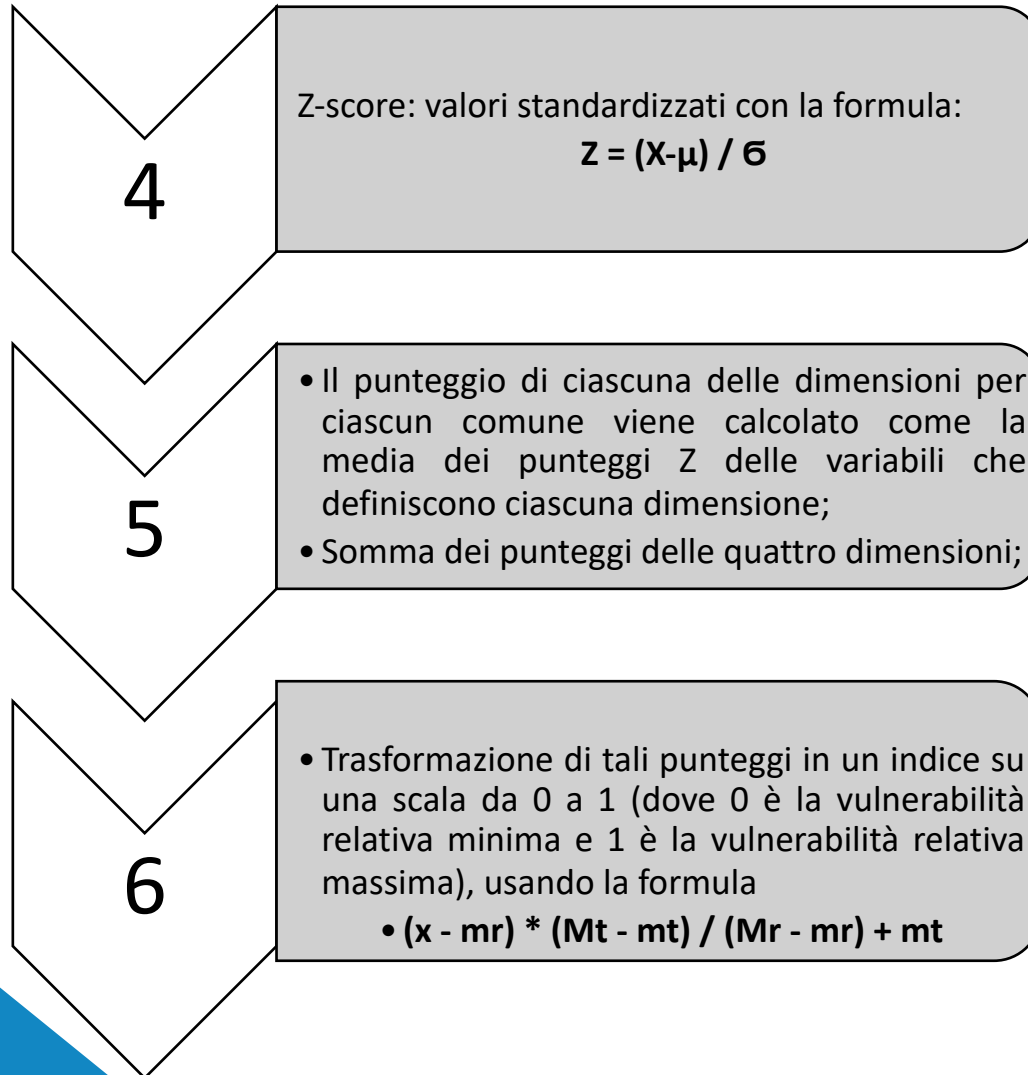 4
Z-score: valori standardizzati con la formula:
Z = (X-μ) / Ϭ
5
• Il punteggio di ciascuna delle dimensioni per
ciascun comune viene calcolato come la
media dei punteggi Z delle variabili che
definiscono ciascuna dimensione;
• Somma dei punteggi delle quattro dimensioni;
6
• Trasformazione di tali punteggi in un indice su
una scala da 0 a 1 (dove 0 è la vulnerabilità
relativa minima e 1 è la vulnerabilità relativa
massima), usando la formula
• (x - mr) * (Mt - mt) / (Mr - mr) + mt